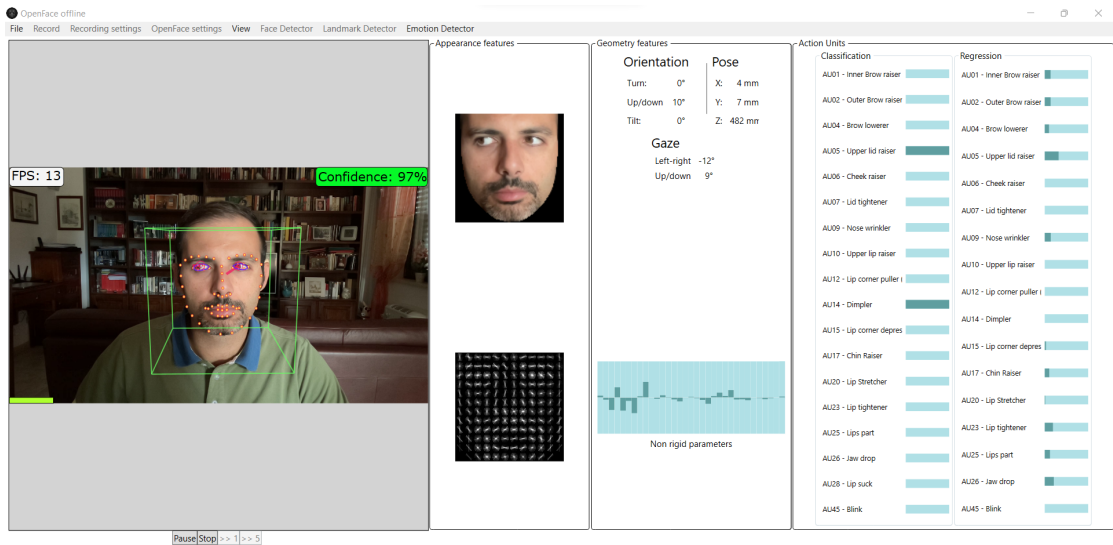 OpenFace offline
File Record Recording settings OpenFace settings View Face Detector Landmark Detector Emotion Detector
FPS: 13
Confidence: 97%
Pause Stop >> 1 >> 5
Appearance features
Geometry features
Orientation Pose
Turn: 0° X: 4 mm
Up/down 10° Y: 7 mm
Tilt: 0° Z: 482 mm
Gaze
Left-right -12°
Up/down 9°
Non rigid parameters
Action Units
Classification
AU01 - Inner Brow raiser
AU02 - Outer Brow raiser
AU04 - Brow lowerer
AU05 - Upper lid raiser
AU06 - Cheek raiser
AU07 - Lid tightener
AU09 - Nose wrinkler
AU10 - Upper lip raiser
AU12 - Lip corner puller (
AU14 - Dimpler
AU15 - Lip corner depres
AU17 - Chin Raiser
AU20 - Lip Stretcher
AU23 - Lip tightener
AU25 - Lips part
AU26 - Jaw drop
AU28 - Lip suck
AU45 - Blink
Regression
AU01 - Inner Brow raiser
AU02 - Outer Brow raiser
AU04 - Brow lowerer
AU05 - Upper lid raiser
AU06 - Cheek raiser
AU07 - Lid tightener
AU09 - Nose wrinkler
AU10 - Upper lip raiser
AU12 - Lip corner puller (
AU14 - Dimpler
AU15 - Lip corner depres
AU17 - Chin Raiser
AU20 - Lip Stretcher
AU23 - Lip tightener
AU25 - Lips part
AU26 - Jaw drop
AU45 - Blink